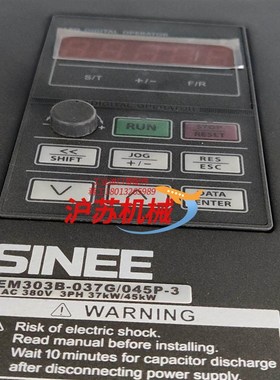 DIGITAL OPERATOR
S/T +/- F/R
RUN
RESET
<<
SHIFT
JOG
+/-
RES
ESC
DATA
ENTER
沪苏机械
SINEE
EM303B-037G/045P-3
AC 380V 3PH 37kW/45kW
WARNING
Risk of electric shock.
Read manual before installing.
Wait 10 minutes for capacitor discharge
after disconnecting power supply.